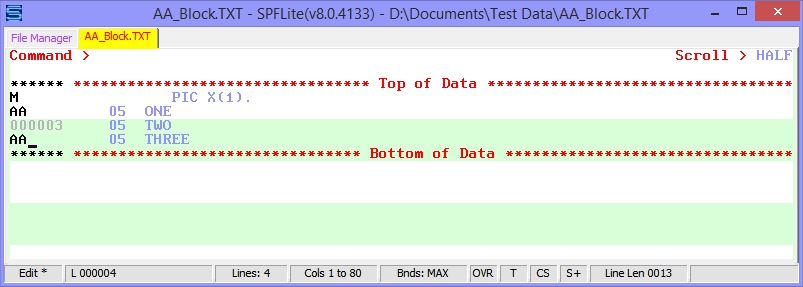 AA_Block.TXT - SPFLite(v8.0.4133) - D:\Documents\Test Data\AA_Block.TXT
File Manager AA_Block.TXT
Command > Scroll > HALF
****** ********************************* Top of Data **********************************
M                 PIC X(1).
AA         05  ONE
000003     05  TWO
AA_        05  THREE
****** ******************************** Bottom of Data ********************************
Edit * L 000004 Lines: 4 Cols 1 to 80 Bnds: MAX OVR T CS S+ Line Len 0013